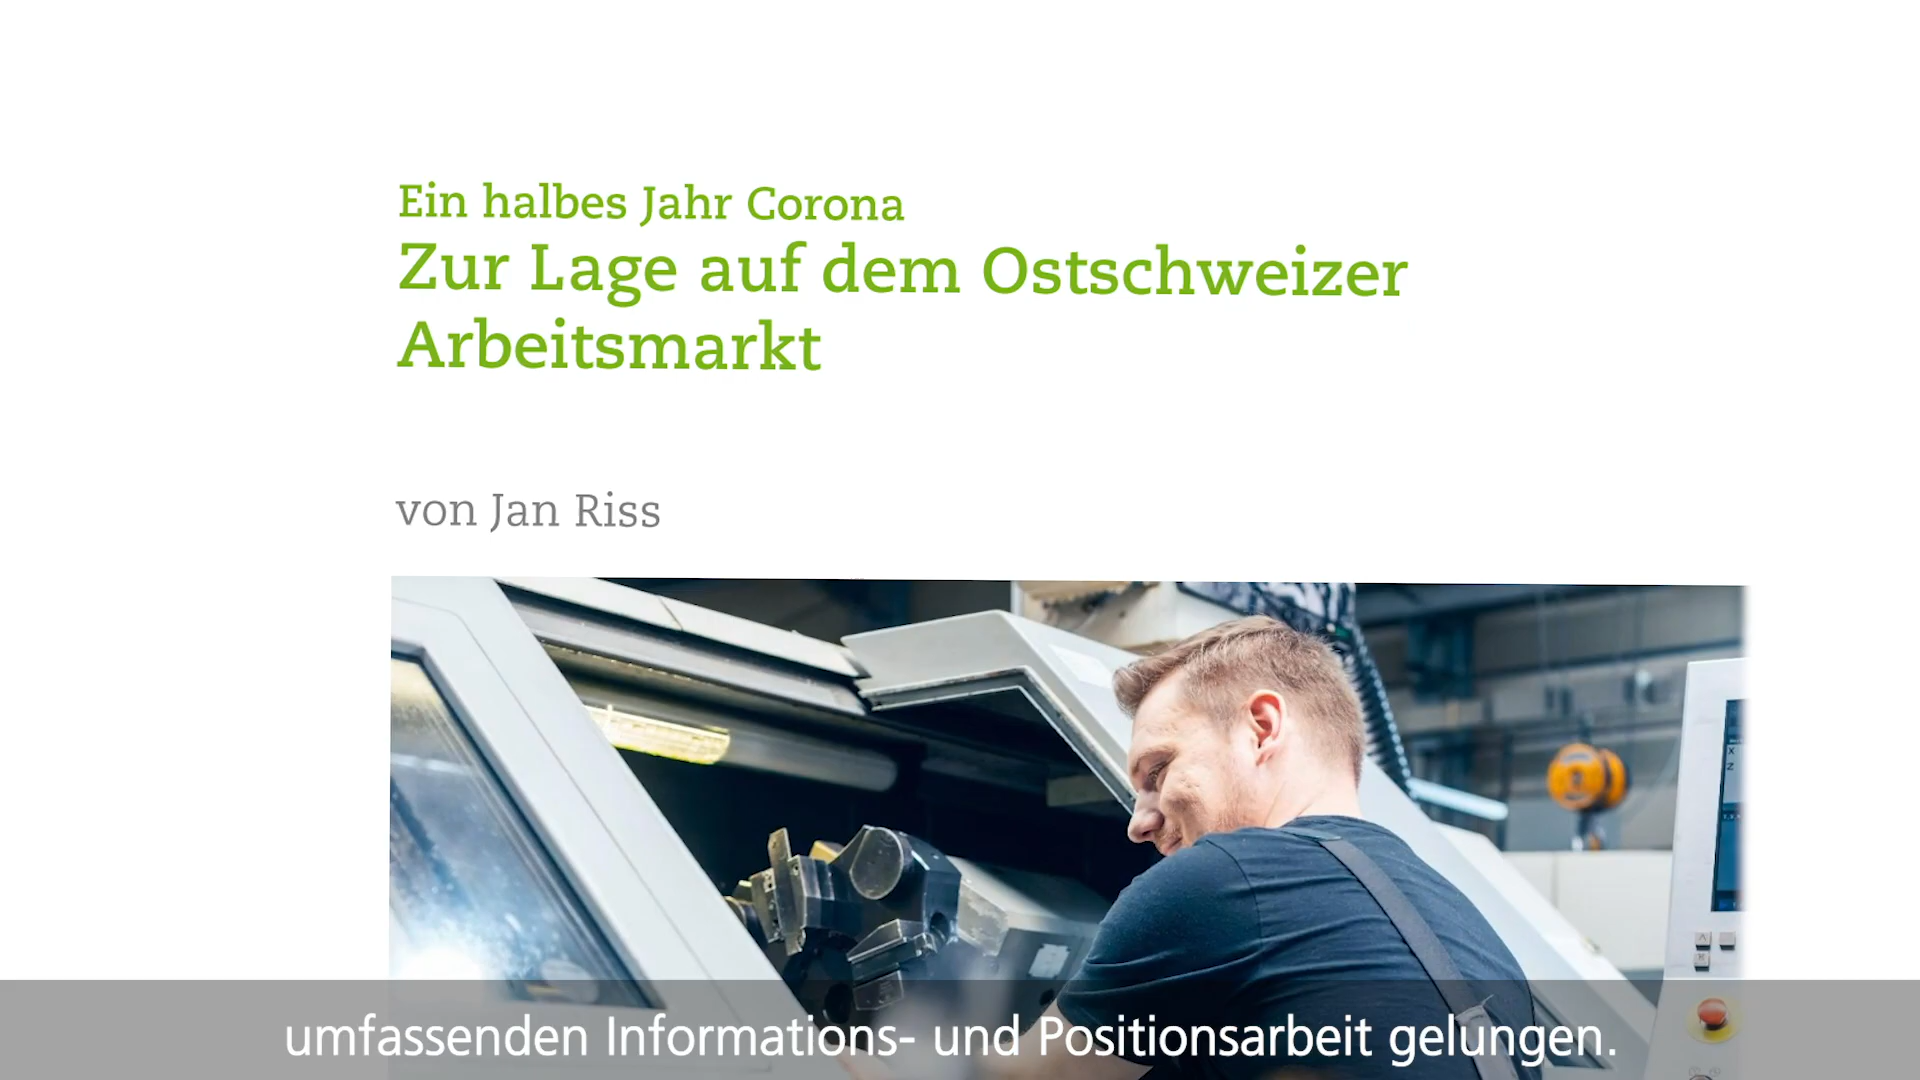 Ein halbes Jahr Corona
Zur Lage auf dem Ostschweizer
Arbeitsmarkt
von Jan Riss
umfassenden Informations- und Positionsarbeit gelungen.